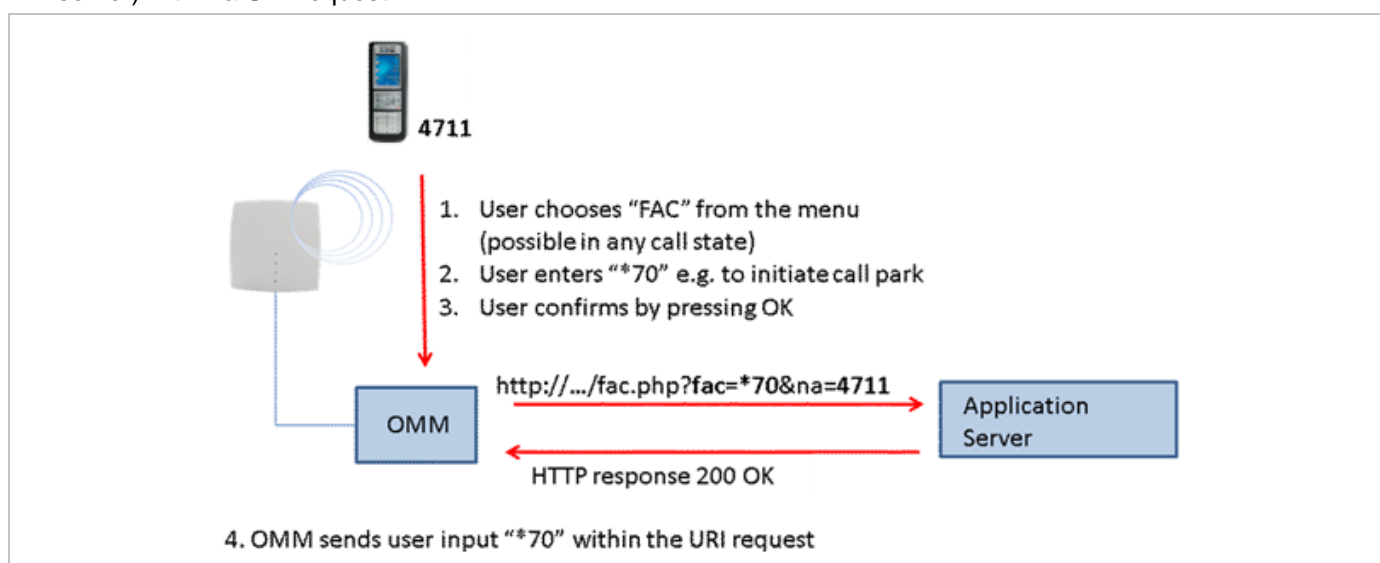 4711
1. User chooses “FAC” from the menu
(possible in any call state)
2. User enters “*70” e.g. to initiate call park
3. User confirms by pressing OK
http://…/fac.php?fac=*70&na=4711
OMM
Application
Server
HTTP response 200 OK
4. OMM sends user input “*70” within the URI request